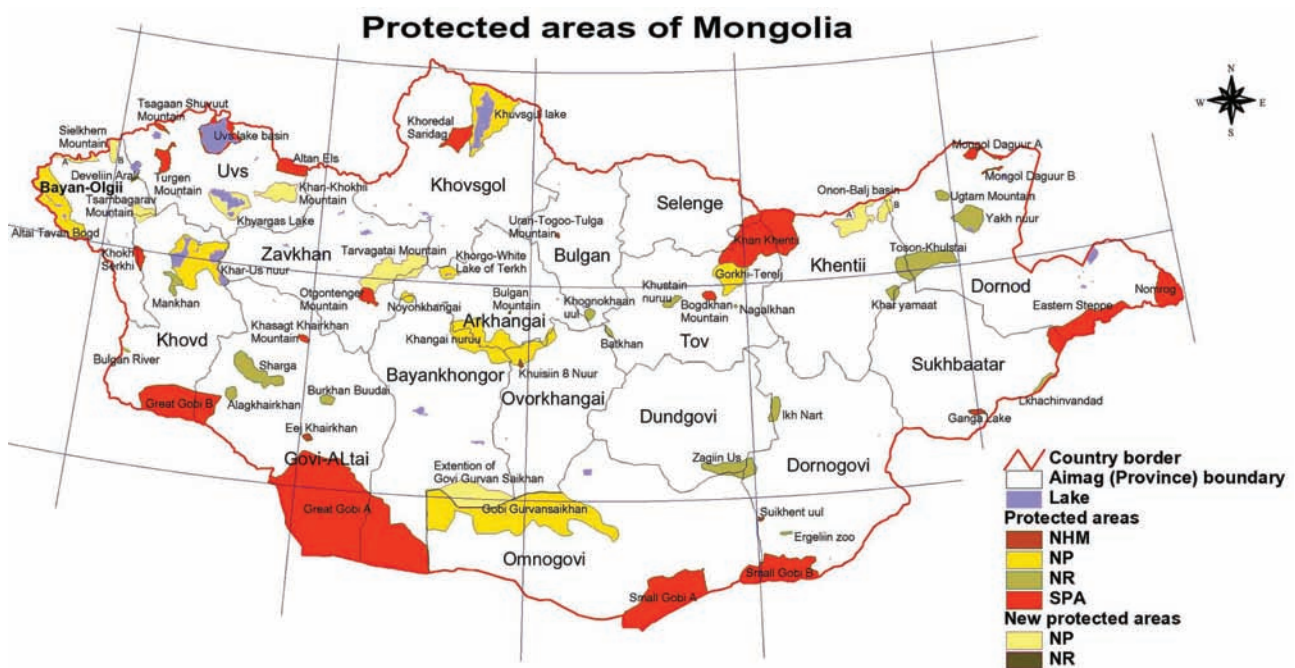 Protected areas of Mongolia
N
W
E
S
Tsagaan Shuvuut
Mountain
Sielkhem
Mountain
A
B
Uvs lake basin
Develiin Aral
Turgen
Mountain
Uvs
Altan Els
Bayan-Olgii
Tsambagarav
Mountain
Khan-Khokhii
Mountain
Khyargas Lake
Altai Tavan Bogd
Khoredal
Saridag
Khuvsgul lake
Khovsgol
Khokh
Serkhi
Khar-Us nuur
Zavkhan
Tarvagatai Mountain
Uran-Togoo-Tulga
Mountain
Khorgo-White
Lake of Terkh
Bulgan
Selenge
Khan Khentii
Gorkhi-Terelj
Onon-Balj basin
A
B
Mongol Daguur A
Mongol Daguur B
Ugtam Mountain
Yakh nuur
Toson-Khulstai
Khentii
Dornod
Nomrog
Eastern Steppe
Mankhan
Otgontenger
Mountain
Noyonkhangai
Bulgan
Mountain
Khognokhaan
uul
Khustain
nuruu
Bogdkhan
Mountain
Nagalkhan
Khar yamaat
Khovd
Khasagt Khairkhan
Mountain
Arkhangai
Khangai nuruu
Batkhan
Tov
Sukhbaatar
Bulgan River
Sharga
Bayankhongor
Khuisiin 8 Nuur
Ovorkhangai
Great Gobi B
Alagkhairkhan
Burkhan Buudai
Dundgovi
Ikh Nart
Lkhachinvandad
Ganga Lake
Eej Khairkhan
Govi-ALtai
Zagiin Us
Dornogovi
Extention of
Govi Gurvan Saikhan
Great Gobi A
Gobi Gurvansaikhan
Suikhent uul
Ergeliin zoo
Omnogovi
Small Gobi A
Small Gobi B
Country border
Aimag (Province) boundary
Lake
Protected areas
NHM
NP
NR
SPA
New protected areas
NP
NR